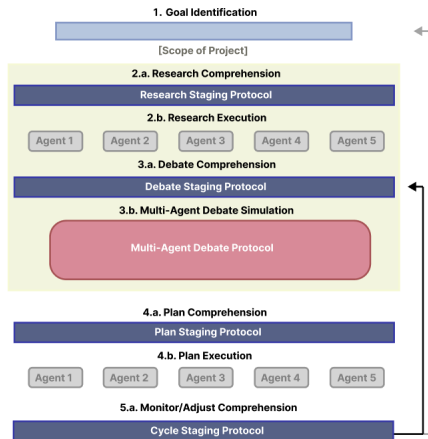 1. Goal Identification
[Scope of Project]
2.a. Research Comprehension
Research Staging Protocol
2.b. Research Execution
Agent 1 Agent 2 Agent 3 Agent 4 Agent 5
3.a. Debate Comprehension
Debate Staging Protocol
3.b. Multi-Agent Debate Simulation
Multi-Agent Debate Protocol
4.a. Plan Comprehension
Plan Staging Protocol
4.b. Plan Execution
Agent 1 Agent 2 Agent 3 Agent 4 Agent 5
5.a. Monitor/Adjust Comprehension
Cycle Staging Protocol